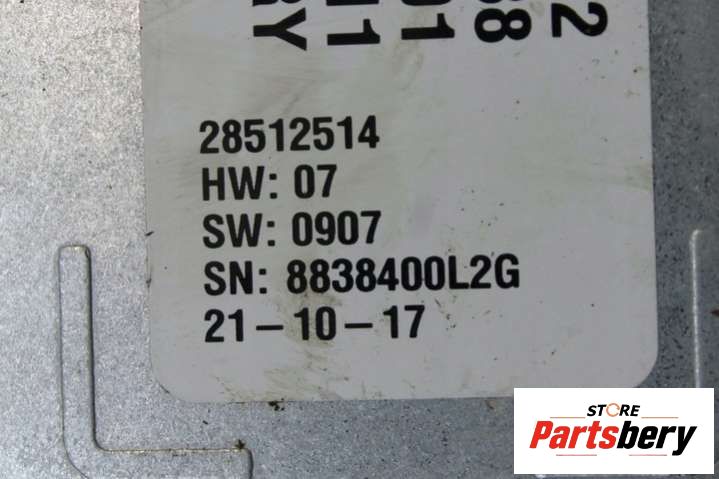 28512514
HW: 07
SW: 0907
SN: 8838400L2G
21-10-17
STORE
Partsbery